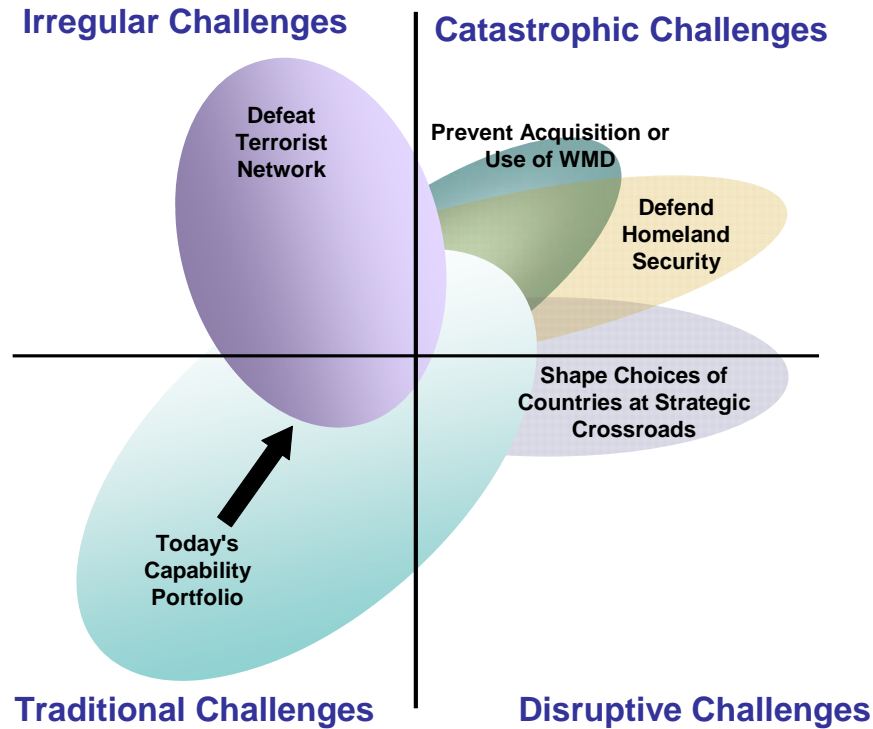 Irregular Challenges
Catastrophic Challenges
Defeat
Terrorist
Network
Prevent Acquisition or
Use of WMD
Defend
Homeland
Security
Shape Choices of
Countries at Strategic
Crossroads
Today's
Capability
Portfolio
Traditional Challenges
Disruptive Challenges